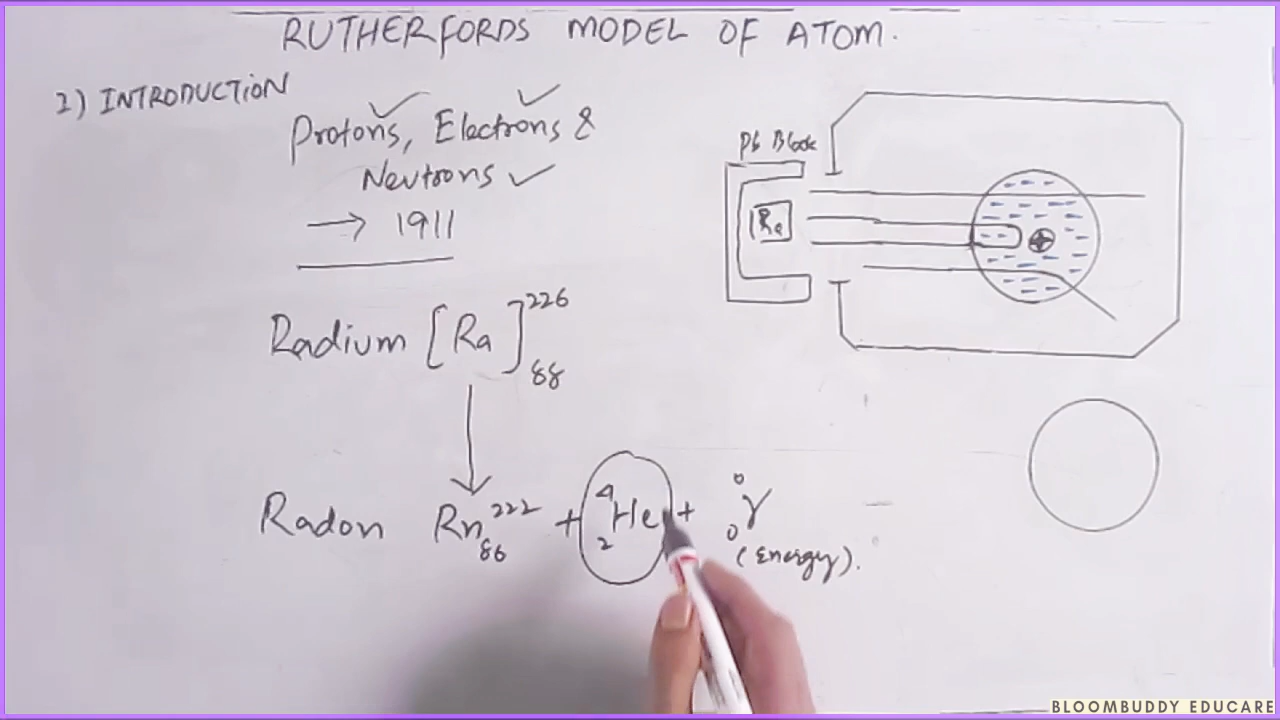 RUTHERFORDS MODEL OF ATOM.
1) INTRODUCTION
Protons, Electrons &
Neutrons
→ 1911
Pb Block
Ra
Radium [Ra]²²⁶₈₈
Radon Rn²²²₈₆ + ⁴₂He + ⁰₀γ
(Energy).
BLOOMBUDDY EDUCARE